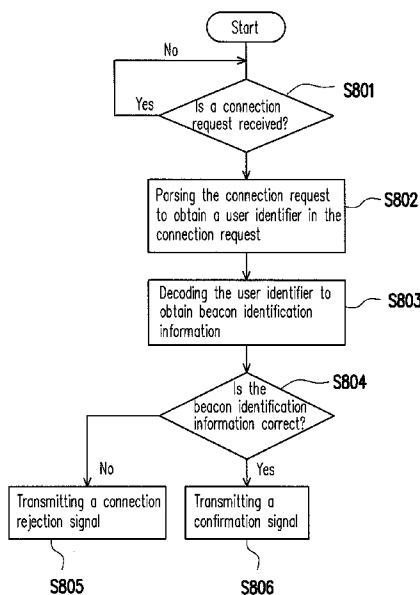 Start
No
S801
Yes
Is a connection
request received?
Parsing the connection request
to obtain a user identifier in the
connection request
S802
Decoding the user identifier to
obtain beacon identification
information
S803
Is the
beacon identification
information correct?
S804
No
Yes
Transmitting a connection
rejection signal
Transmitting a
confirmation signal
S805
S806